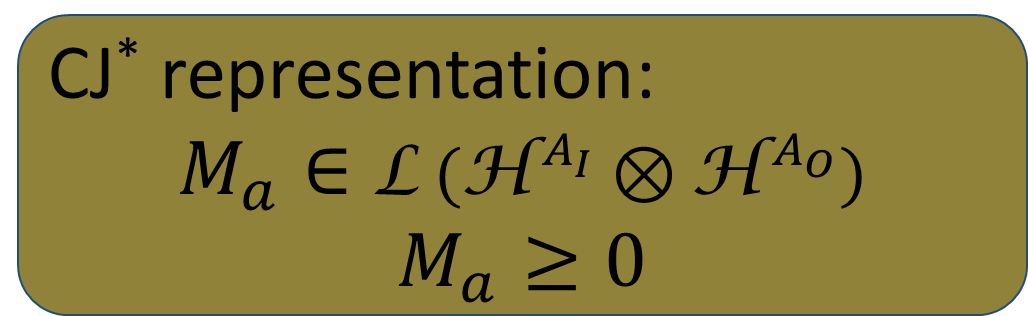 CJ* representation:
M_a ∈ ℒ(ℋ^{A_I} ⊗ ℋ^{A_O})
M_a ≥ 0